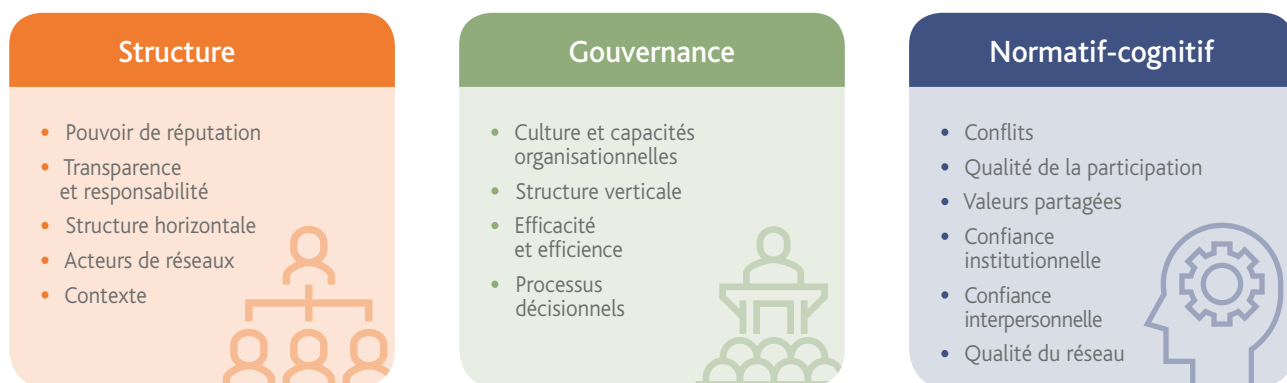 Structure
• Pouvoir de réputation
• Transparence
et responsabilité
• Structure horizontale
• Acteurs de réseaux
• Contexte
Gouvernance
• Culture et capacités
organisationnelles
• Structure verticale
• Efficacité
et efficience
• Processus
décisionnels
Normatif-cognitif
• Conflits
• Qualité de la participation
• Valeurs partagées
• Confiance
institutionnelle
• Confiance
interpersonnelle
• Qualité du réseau